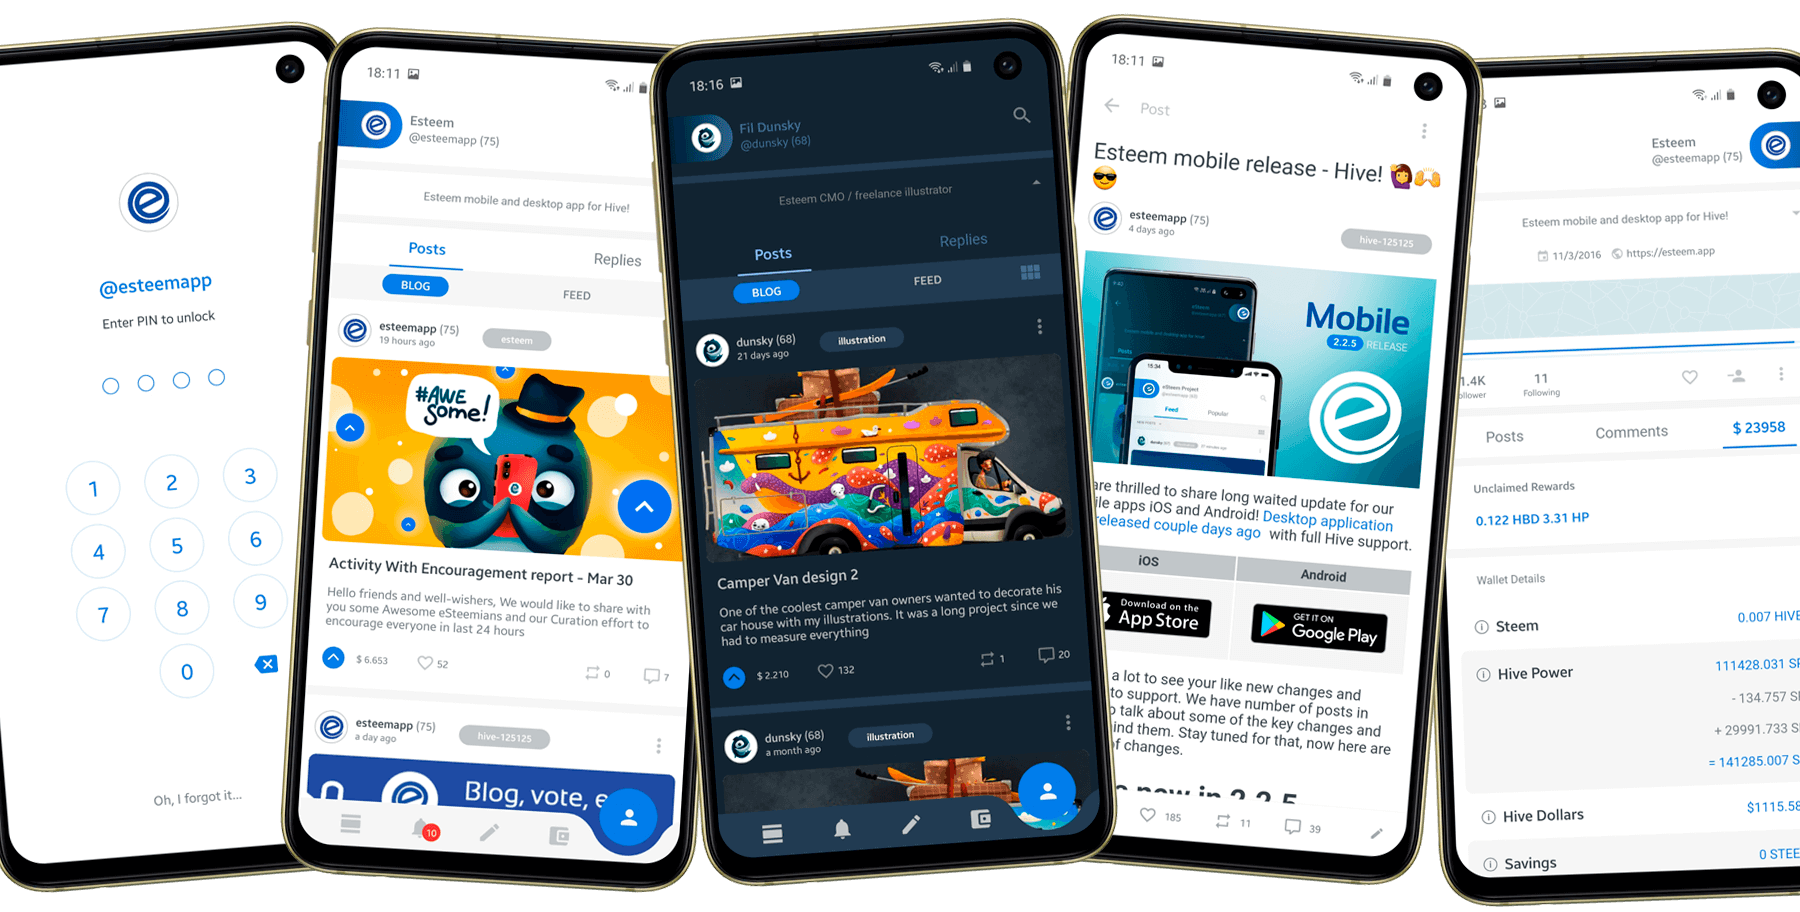 @esteemapp
Enter PIN to unlock
1
2
3
4
5
6
7
8
9
0
Oh, I forgot it...
18:11
Esteem
@esteemapp (75)
Esteem mobile and desktop app for Hive!
Posts
Replies
BLOG
FEED
esteemapp (75)
19 hours ago
esteem
#AWE
SOME!
Activity With Encouragement report - Mar 30
Hello friends and well-wishers, We would like to share with
you some Awesome eSteemians and our Curation effort to
encourage everyone in last 24 hours
$ 6.653
52
0
7
esteemapp (75)
a day ago
hive-125125
Blog, vote, e
10
18:16
Fil Dunsky
@dunsky (68)
Esteem CMO / freelance illustrator
Posts
Replies
BLOG
FEED
dunsky (68)
21 days ago
illustration
Camper Van design 2
One of the coolest camper van owners wanted to decorate his
car house with my illustrations. It was a long project since we
had to measure everything
$ 2.210
132
1
20
dunsky (68)
a month ago
illustration
18:11
Post
Esteem mobile release - Hive!
esteemapp (75)
4 days ago
hive-125125
Mobile
2.2.5 RELEASE
15:34
eSteem Project
Feed
Popular
are thrilled to share long waited update for our
ile apps iOS and Android! Desktop application
released couple days ago with full Hive support.
iOS
Android
Download on the
App Store
GET IT ON
Google Play
a lot to see your like new changes and
to support. We have number of posts in
o talk about some of the key changes and
ind them. Stay tuned for that, now here are
of changes.
now in 2.2.5
185
11
39
Esteem
@esteemapp (75)
Esteem mobile and desktop app for Hive!
11/3/2016
https://esteem.app
1.4K
ollower
11
Following
Posts
Comments
$ 23958
Unclaimed Rewards
0.122 HBD 3.31 HP
Wallet Details
Steem
0.007 HIVE
Hive Power
111428.031 SP
- 134.757 S
+ 29991.733 S
= 141285.007 S
Hive Dollars
$1115.58
Savings
0 STEE